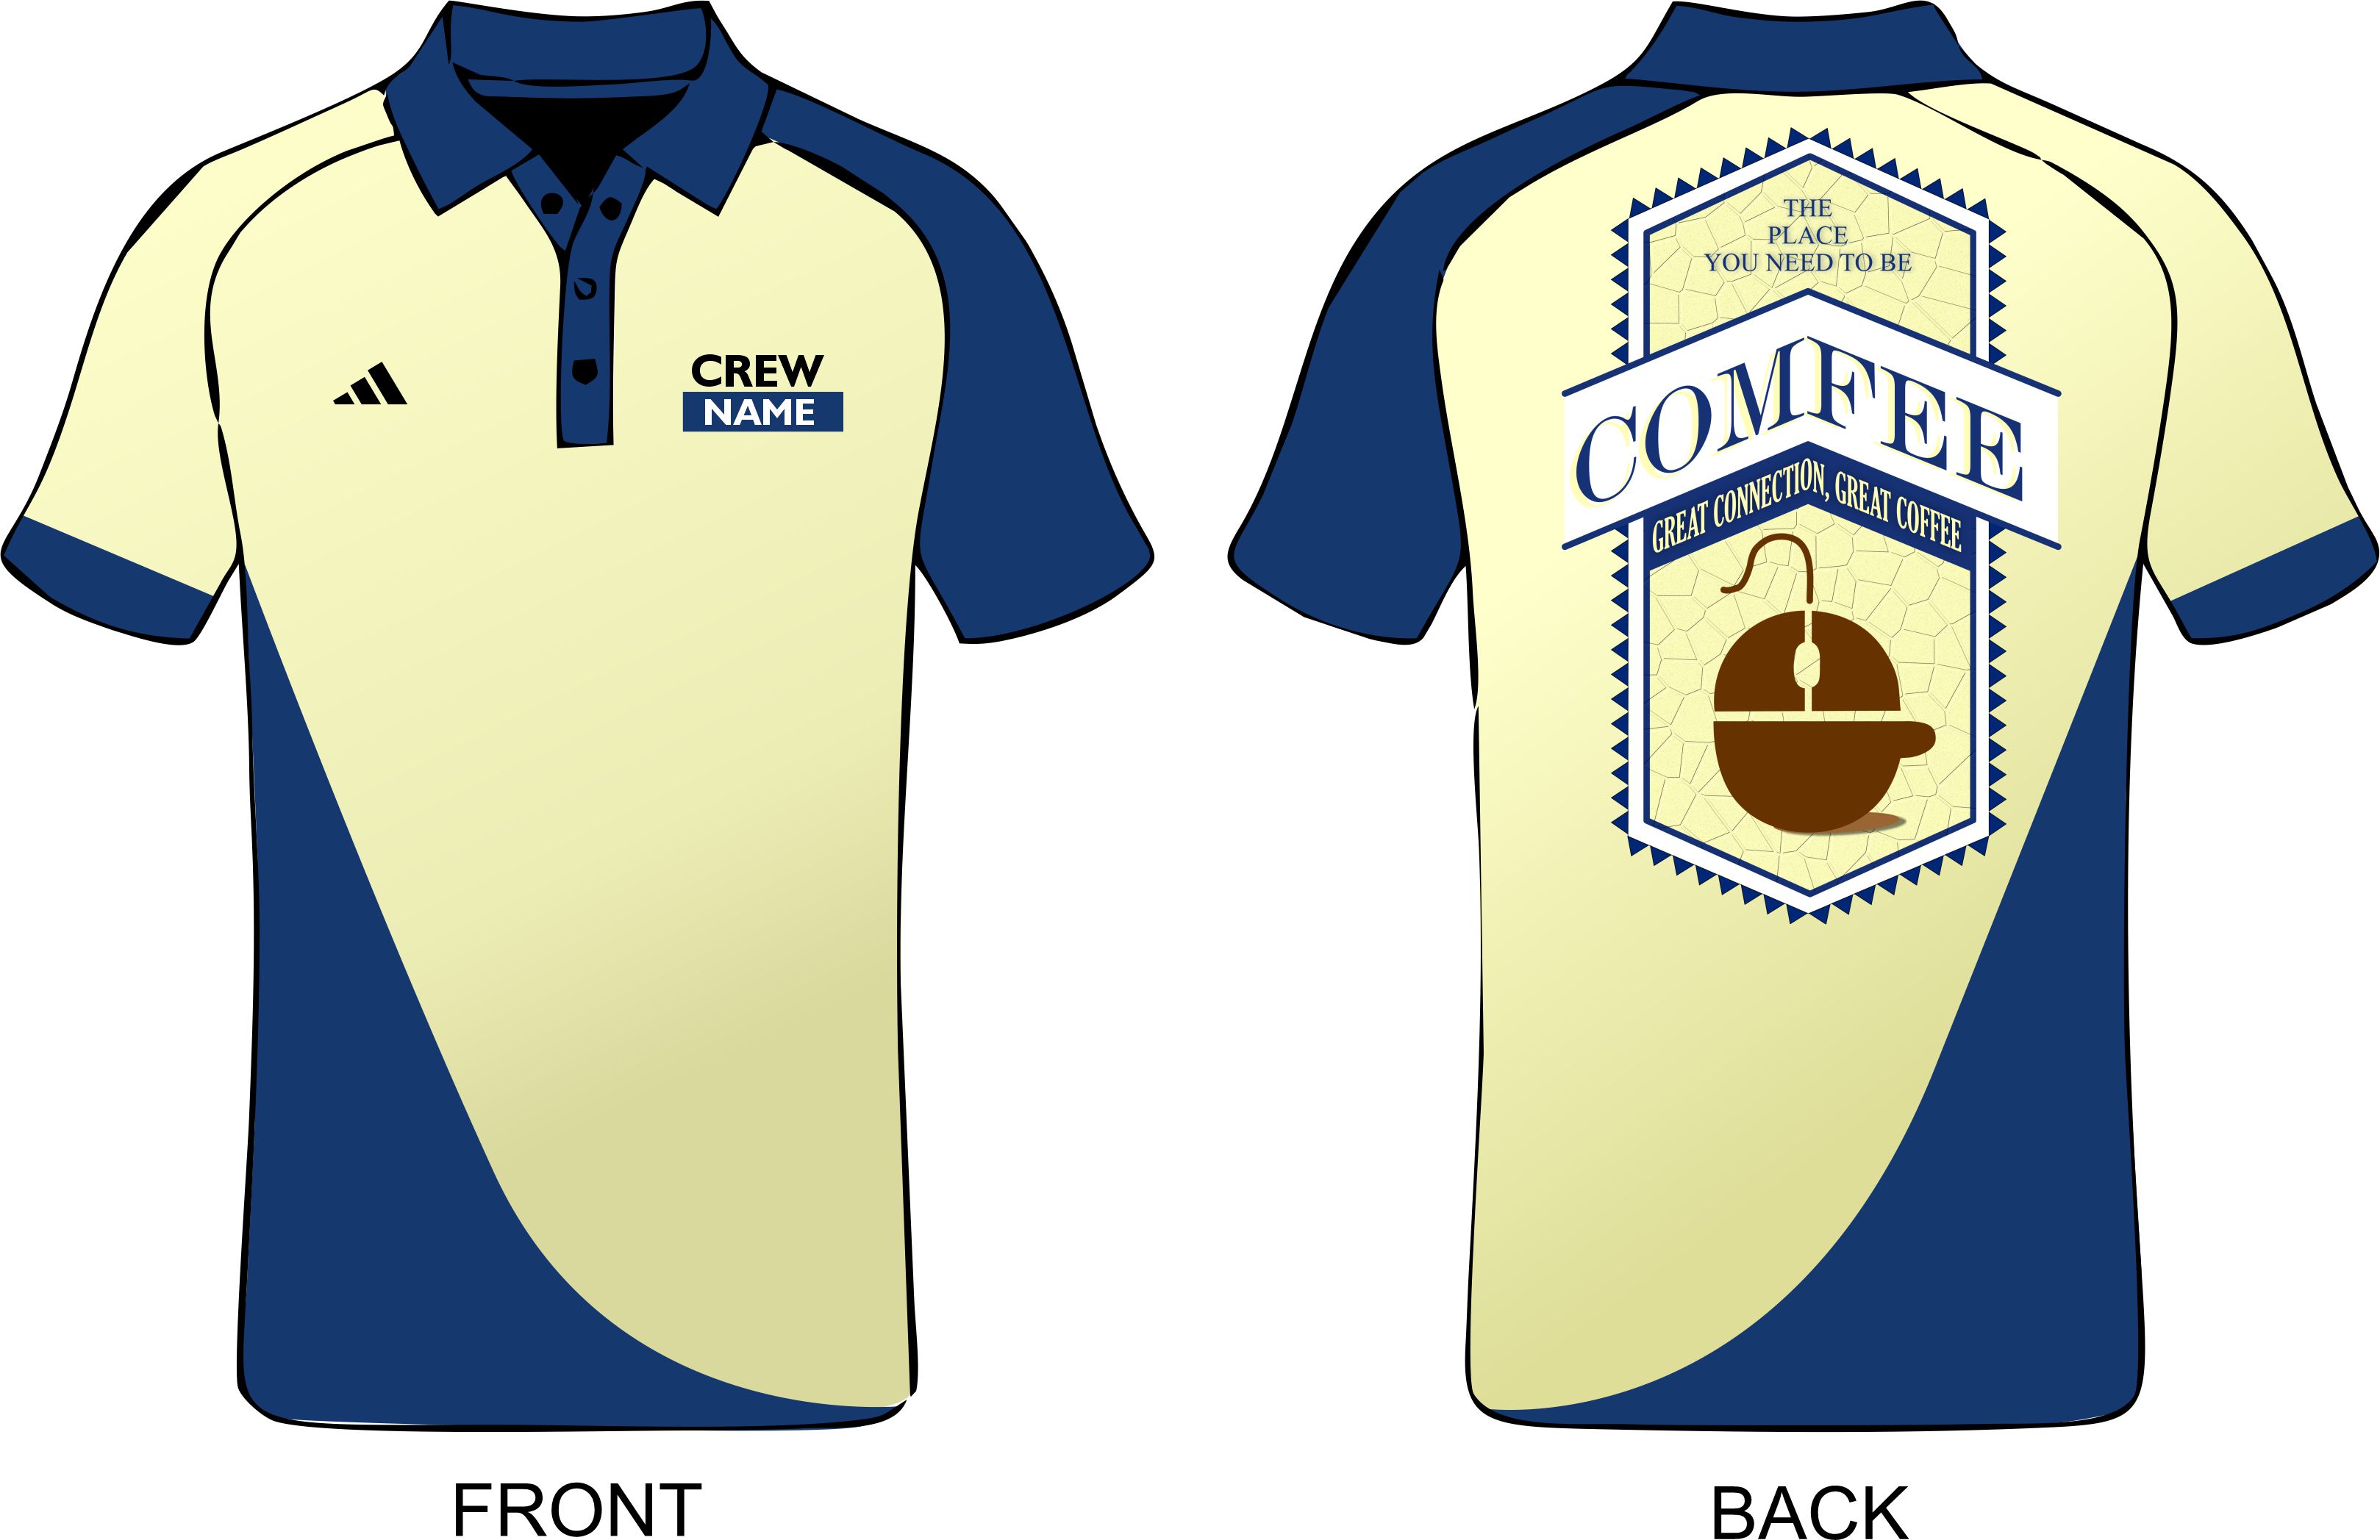 CREW
NAME
THE
PLACE
YOU NEED TO BE
COMFEE
GREAT CONNECTION, GREAT COFFEE
FRONT
BACK